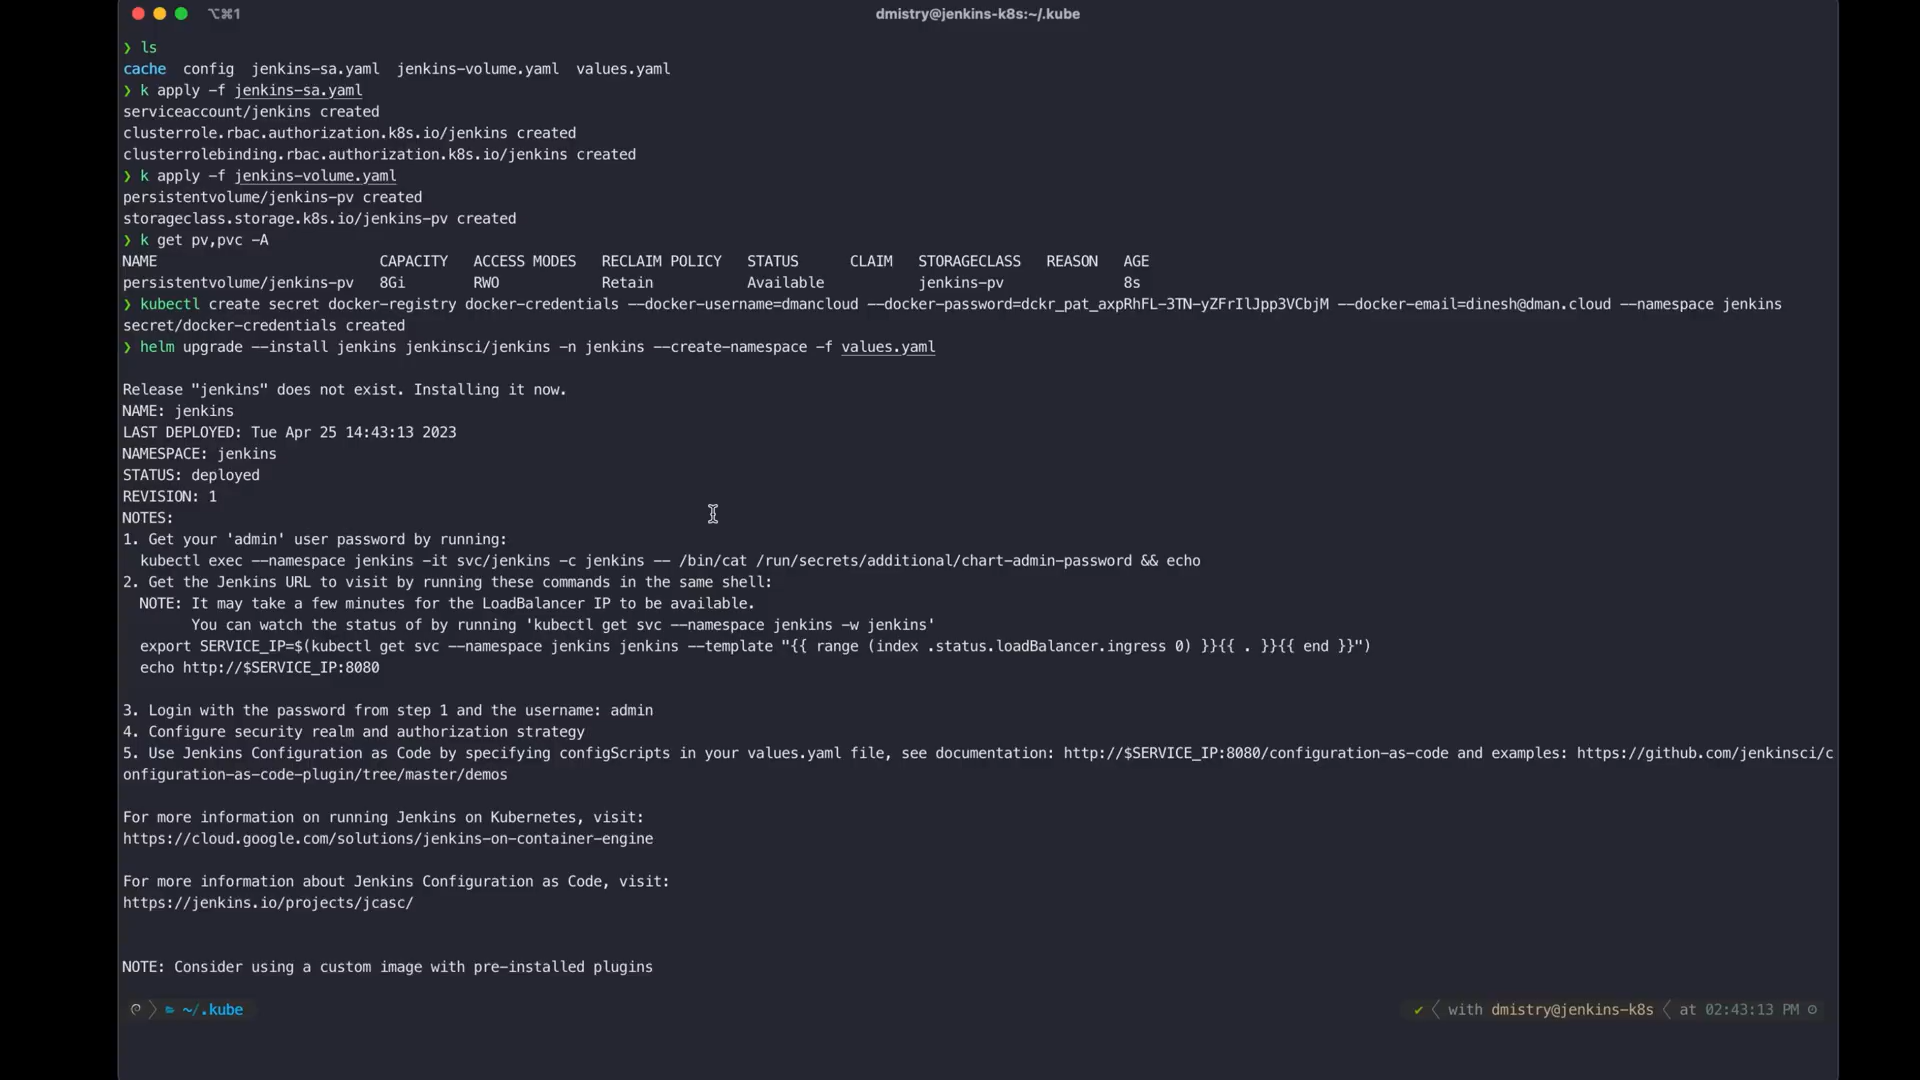 ⌥⌘1
dmistry@jenkins-k8s:~/.kube
❯ ls
cache config jenkins-sa.yaml jenkins-volume.yaml values.yaml
❯ k apply -f jenkins-sa.yaml
serviceaccount/jenkins created
clusterrole.rbac.authorization.k8s.io/jenkins created
clusterrolebinding.rbac.authorization.k8s.io/jenkins created
❯ k apply -f jenkins-volume.yaml
persistentvolume/jenkins-pv created
storageclass.storage.k8s.io/jenkins-pv created
❯ k get pv,pvc -A
NAME CAPACITY ACCESS MODES RECLAIM POLICY STATUS CLAIM STORAGECLASS REASON AGE
persistentvolume/jenkins-pv 8Gi RWO Retain Available jenkins-pv 8s
❯ kubectl create secret docker-registry docker-credentials --docker-username=dmancloud --docker-password=dckr_pat_axpRhFL-3TN-yZFrIlJpp3VCbjM --docker-email=dinesh@dman.cloud --namespace jenkins
secret/docker-credentials created
❯ helm upgrade --install jenkins jenkinsci/jenkins -n jenkins --create-namespace -f values.yaml
Release "jenkins" does not exist. Installing it now.
NAME: jenkins
LAST DEPLOYED: Tue Apr 25 14:43:13 2023
NAMESPACE: jenkins
STATUS: deployed
REVISION: 1
NOTES:
1. Get your 'admin' user password by running:
kubectl exec --namespace jenkins -it svc/jenkins -c jenkins -- /bin/cat /run/secrets/additional/chart-admin-password && echo
2. Get the Jenkins URL to visit by running these commands in the same shell:
NOTE: It may take a few minutes for the LoadBalancer IP to be available.
You can watch the status of by running 'kubectl get svc --namespace jenkins -w jenkins'
export SERVICE_IP=$(kubectl get svc --namespace jenkins jenkins --template "{{ range (index .status.loadBalancer.ingress 0) }}{{ . }}{{ end }}")
echo http://$SERVICE_IP:8080
3. Login with the password from step 1 and the username: admin
4. Configure security realm and authorization strategy
5. Use Jenkins Configuration as Code by specifying configScripts in your values.yaml file, see documentation: http://$SERVICE_IP:8080/configuration-as-code and examples: https://github.com/jenkinsci/c
onfiguration-as-code-plugin/tree/master/demos
For more information on running Jenkins on Kubernetes, visit:
https://cloud.google.com/solutions/jenkins-on-container-engine
For more information about Jenkins Configuration as Code, visit:
https://jenkins.io/projects/jcasc/
NOTE: Consider using a custom image with pre-installed plugins
~/.kube
✔ with dmistry@jenkins-k8s at 02:43:13 PM